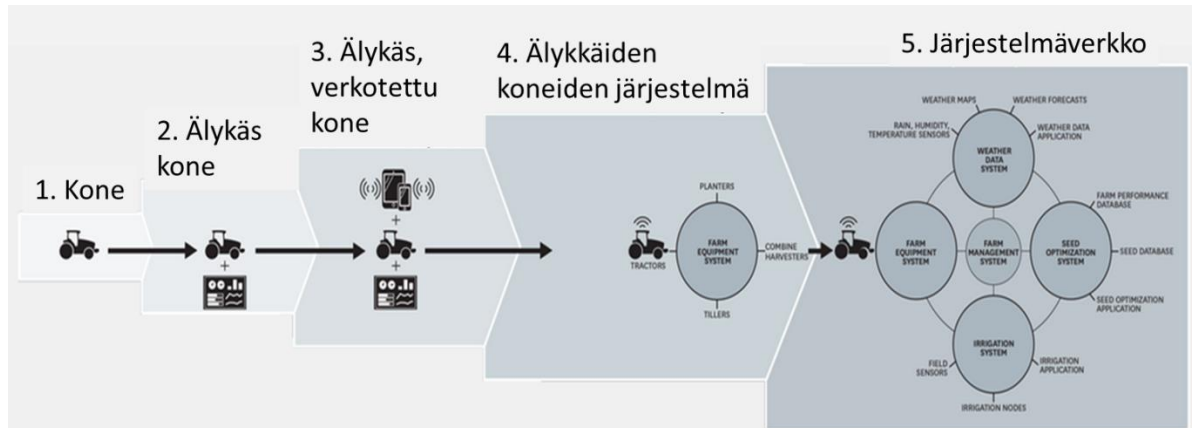 1. Kone
2. Älykäs
kone
3. Älykäs,
verkotettu
kone
4. Älykkäiden
koneiden järjestelmä
PLANTERS
TRACTORS
FARM
EQUIPMENT
SYSTEM
COMBINE
HARVESTERS
TILLERS
5. Järjestelmäverkko
WEATHER MAPS
WEATHER FORECASTS
RAIN, HUMIDITY,
TEMPERATURE SENSORS
WEATHER DATA
APPLICATION
WEATHER
DATA
SYSTEM
FARM PERFORMANCE
DATABASE
FARM
EQUIPMENT
SYSTEM
FARM
MANAGEMENT
SYSTEM
SEED
OPTIMIZATION
SYSTEM
SEED DATABASE
SEED OPTIMIZATION
APPLICATION
IRRIGATION
SYSTEM
FIELD
SENSORS
IRRIGATION
APPLICATION
IRRIGATION NODES